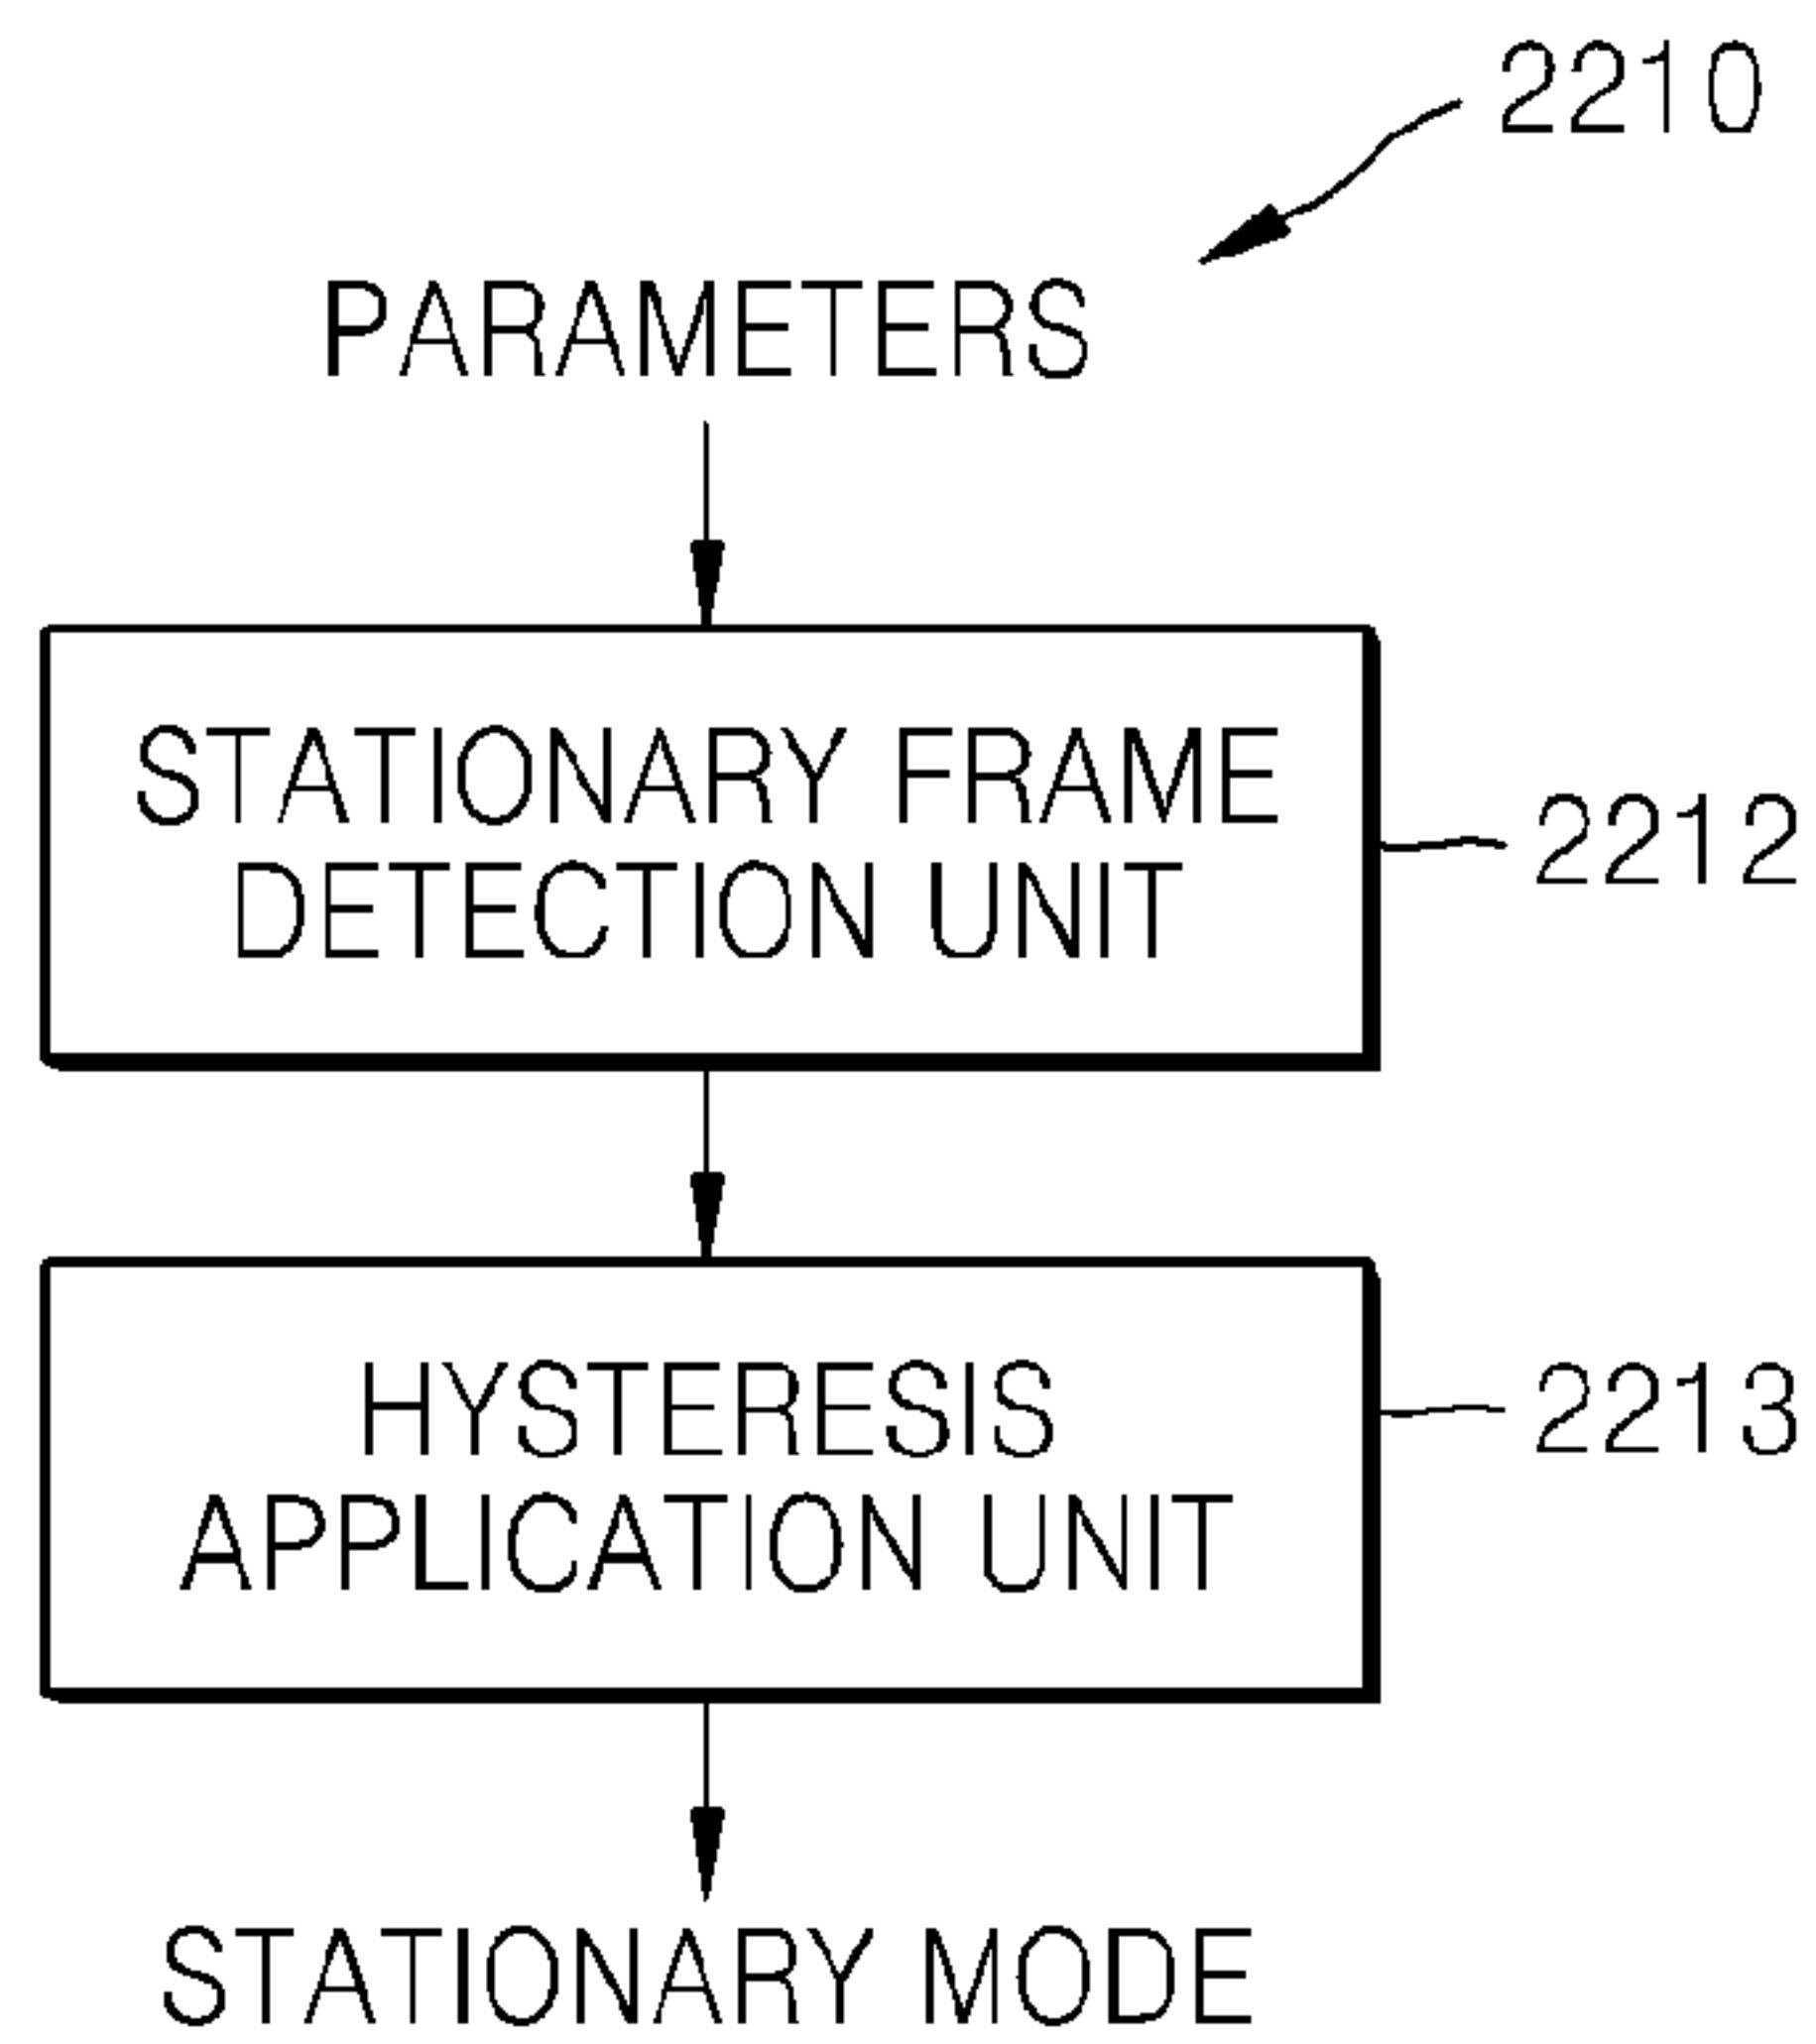 2210
PARAMETERS
STATIONARY FRAME
DETECTION UNIT
2212
HYSTERESIS
APPLICATION UNIT
2213
STATIONARY MODE